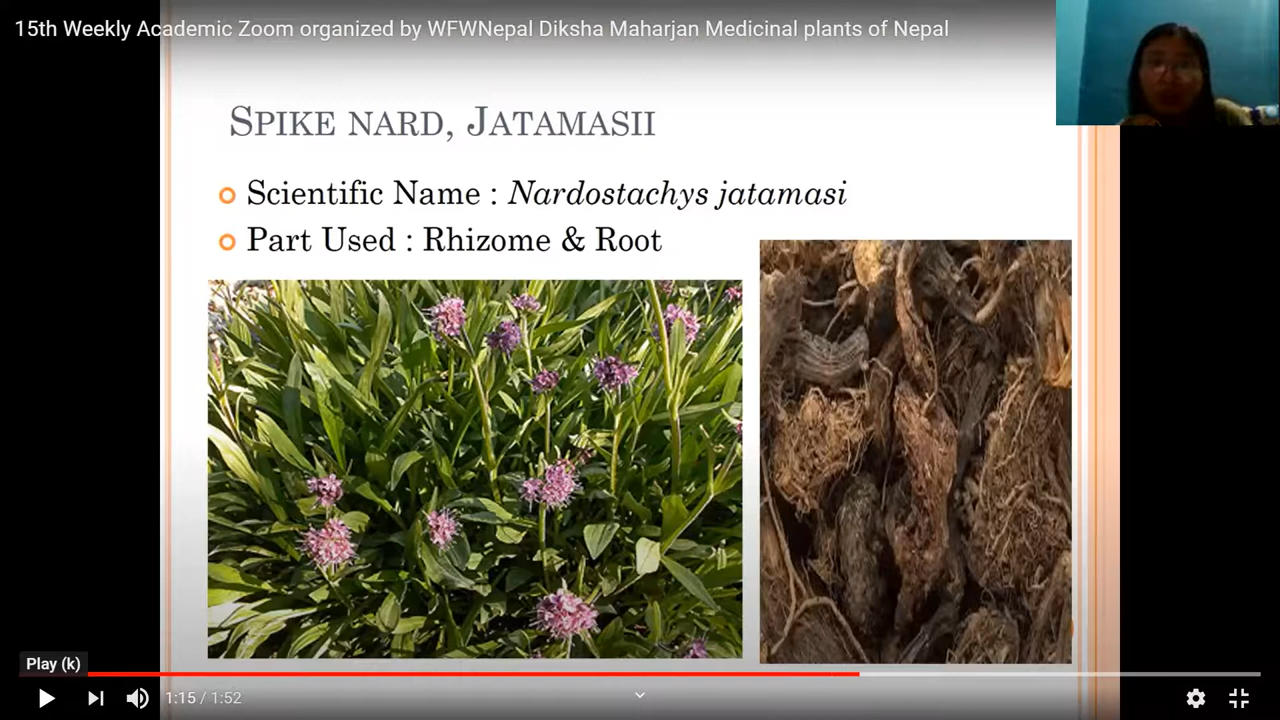 15th Weekly Academic Zoom organized by WFWNepal Diksha Maharjan Medicinal plants of Nepal
SPIKE NARD, JATAMASII
Scientific Name : Nardostachys jatamasi
Part Used : Rhizome & Root
Play (k)
1:15 / 1:52